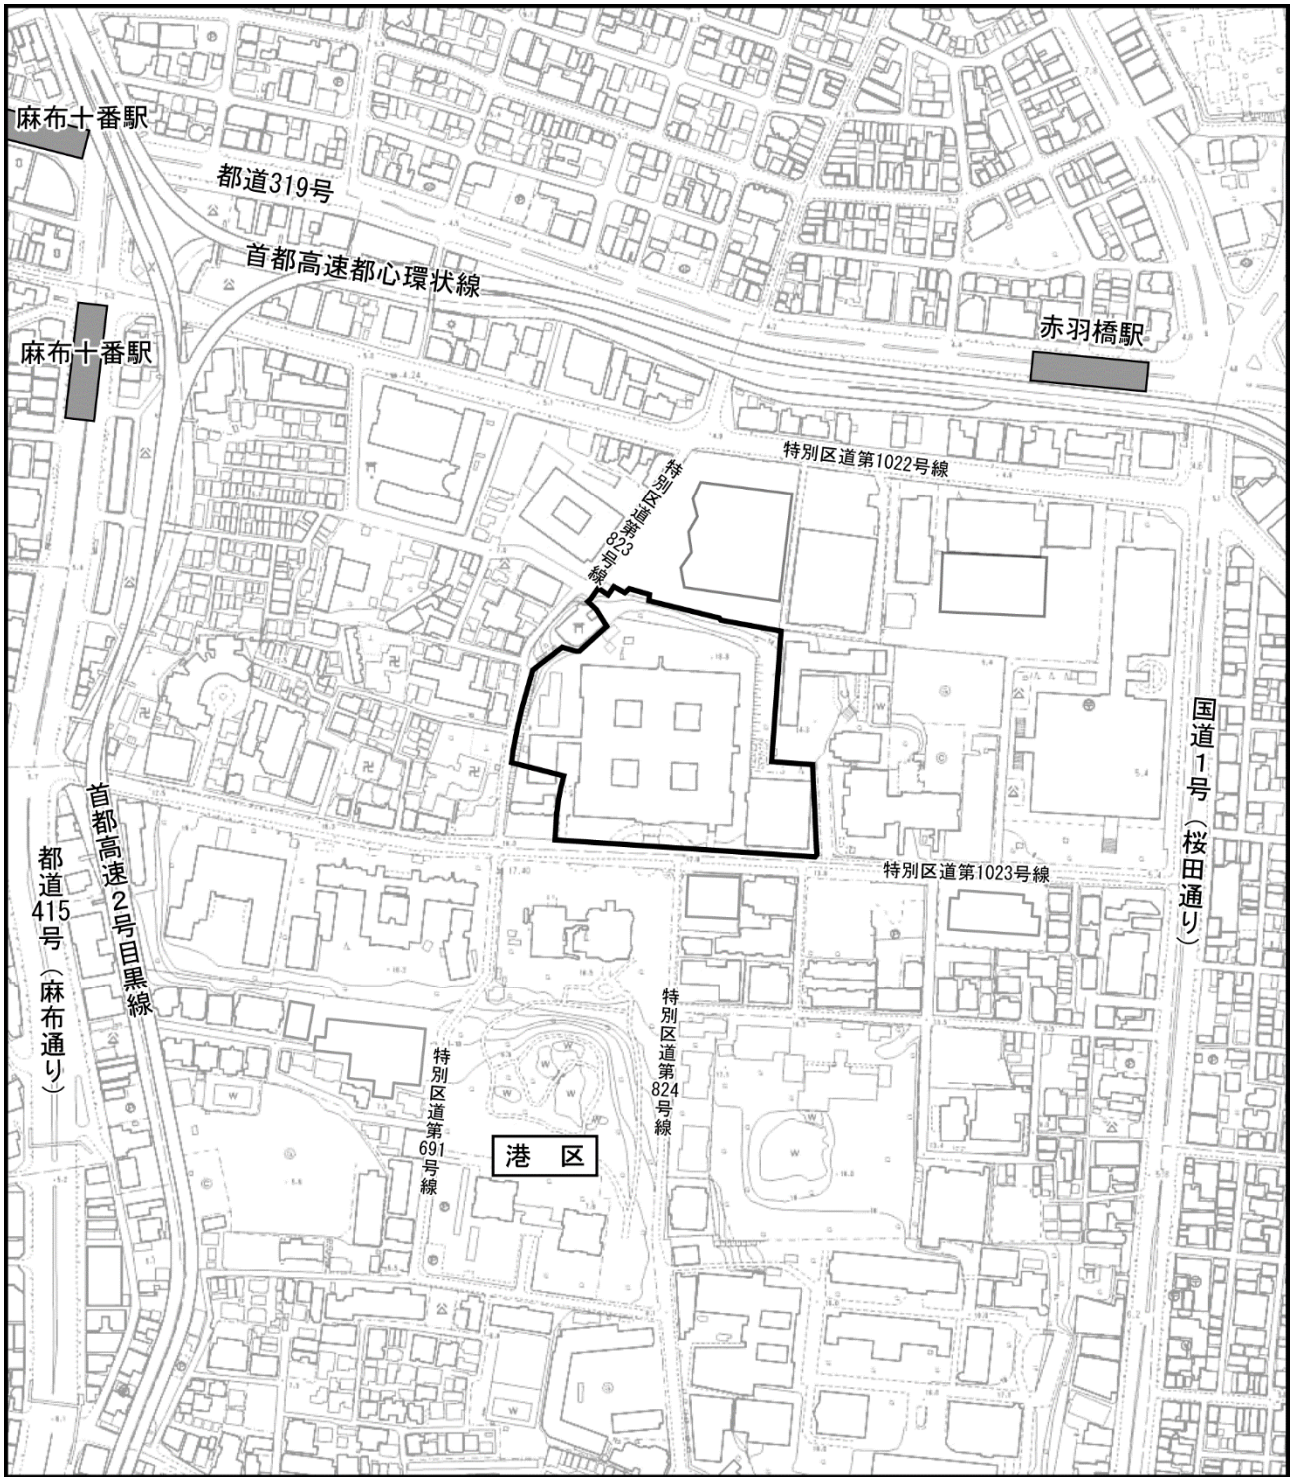 麻布十番駅
都道319号
首都高速都心環状線
赤羽橋駅
麻布十番駅
特別区道第1022号線
特別区道第823号線
国道1号(桜田通り)
首都高速2号目黒線
都道415号(麻布通り)
特別区道第1023号線
特別区道第824号線
特別区道第691号線
港 区